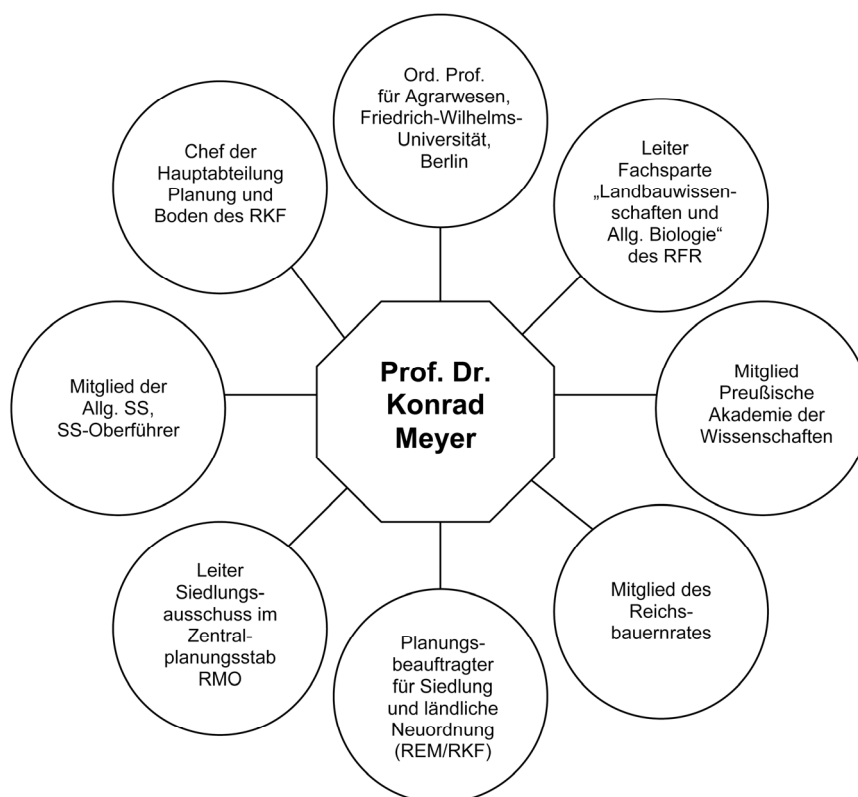 Ord. Prof.
für Agrarwesen,
Friedrich-Wilhelms-
Universität,
Berlin
Leiter
Fachsparte
„Landbauwissen-
schaften und
Allg. Biologie“
des RFR
Mitglied
Preußische
Akademie der
Wissenschaften
Mitglied des
Reichs-
bauernrates
Planungs-
beauftragter
für Siedlung
und ländliche
Neuordnung
(REM/RKF)
Leiter
Siedlungs-
ausschuss im
Zentral-
planungsstab
RMO
Mitglied der
Allg. SS,
SS-Oberführer
Chef der
Hauptabteilung
Planung und
Boden des RKF
Prof. Dr.
Konrad
Meyer